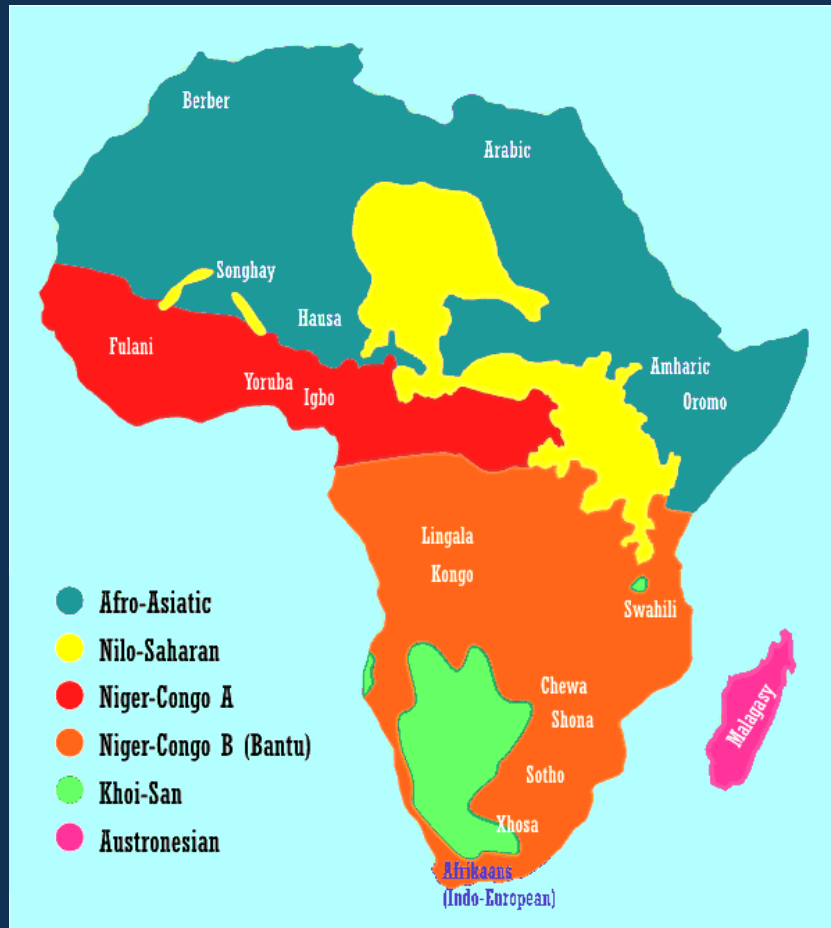 Berber
Arabic
Songhay
Hausa
Fulani
Yoruba
Igbo
Amharic
Oromo
Lingala
Kongo
Swahili
Chewa
Shona
Sotho
Xhosa
Malagasy
Afrikaans
(Indo-European)
Afro-Asiatic
Nilo-Saharan
Niger-Congo A
Niger-Congo B (Bantu)
Khoi-San
Austronesian